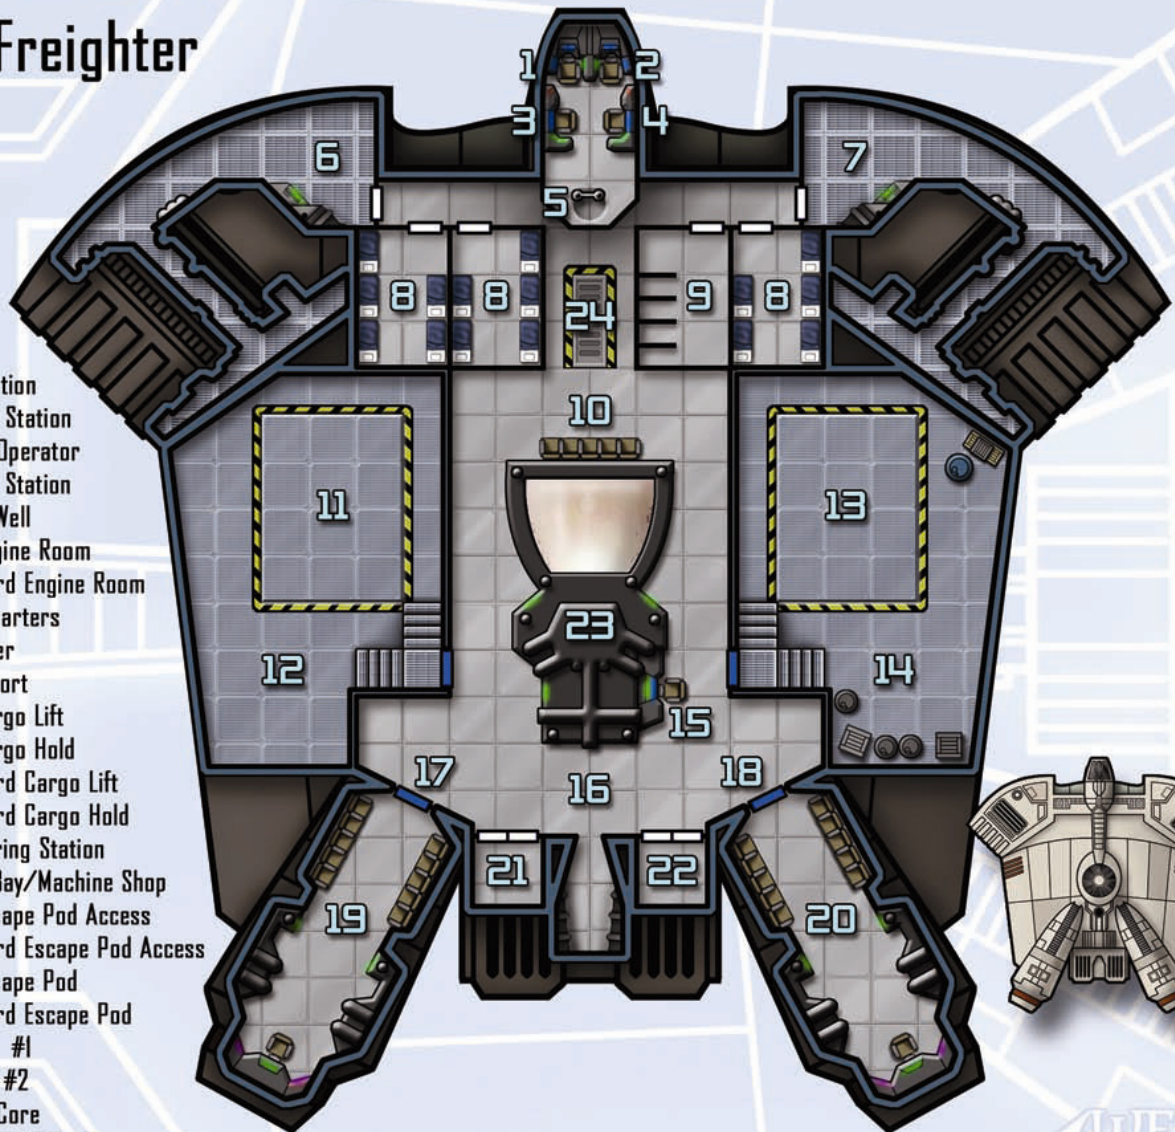 Freighter
1
2
3
4
5
6
7
8
8
9
8
24
10
11
13
23
12
14
15
17
18
16
21
22
19
20
tion
Station
Operator
Station
Well
gine Room
rd Engine Room
arters
er
ort
rgo Lift
rgo Hold
rd Cargo Lift
rd Cargo Hold
ring Station
Bay/Machine Shop
cape Pod Access
rd Escape Pod Access
cape Pod
rd Escape Pod
#1
#2
Core